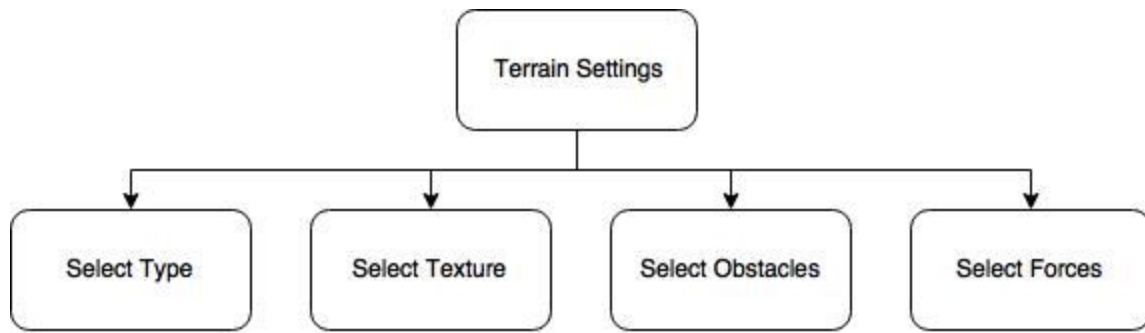 Terrain Settings
Select Type
Select Texture
Select Obstacles
Select Forces